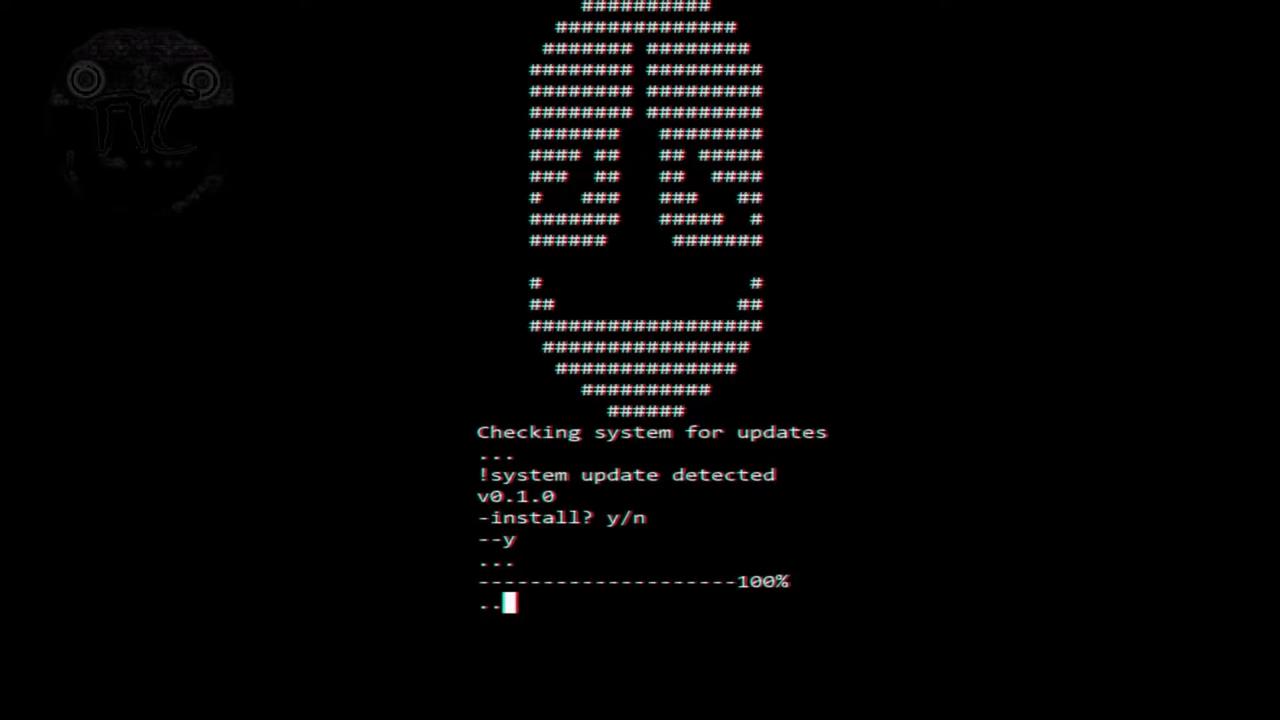 Checking system for updates
...
!system update detected
v0.1.0
-install? y/n
--y
...
--------------------100%
..